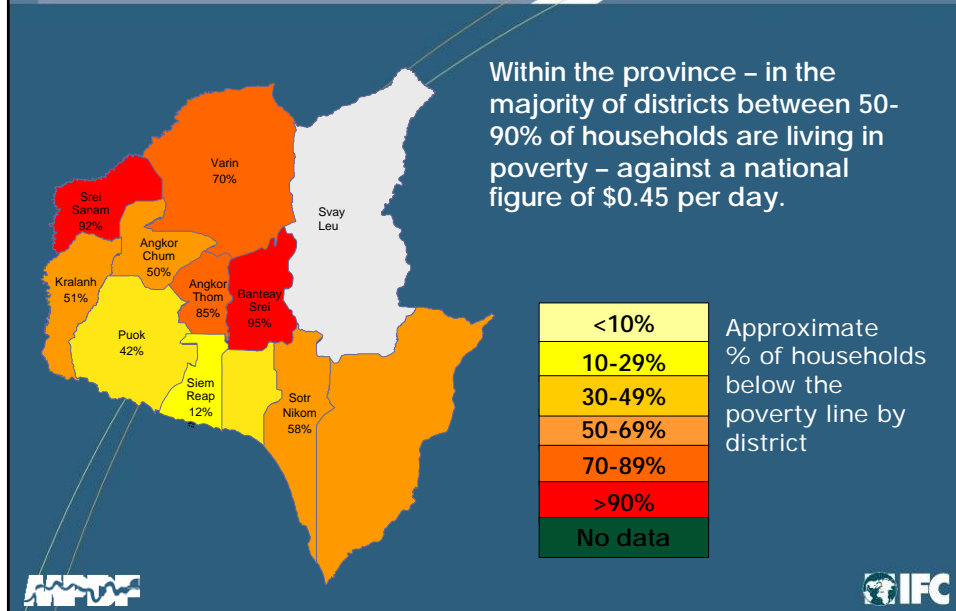 Within the province – in the
majority of districts between 50-
90% of households are living in
poverty – against a national
figure of $0.45 per day.
Varin
70%
Srei
Sanam
92%
Svay
Leu
Angkor
Chum
50%
Kralanh
51%
Angkor
Thom
85%
Banteay
Srei
95%
Puok
42%
Siem
Reap
12%
Sotr
Nikom
58%
<10%
10-29%
30-49%
50-69%
70-89%
>90%
No data
Approximate
% of households
below the
poverty line by
district
MPDF
IFC